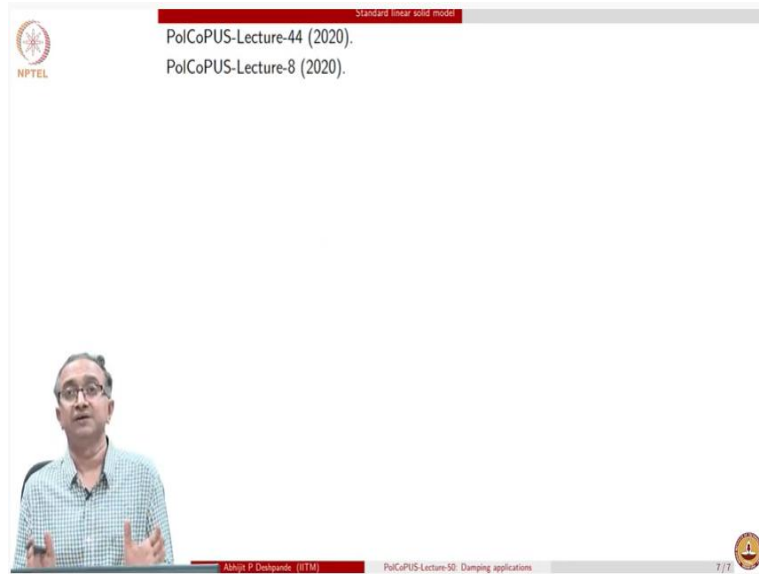 Standard linear solid model
PolCoPUS-Lecture-44 (2020).
PolCoPUS-Lecture-8 (2020).
NPTEL
Abhijit P Deshpande (IITM)
PolCoPUS-Lecture-50: Damping applications
7/7